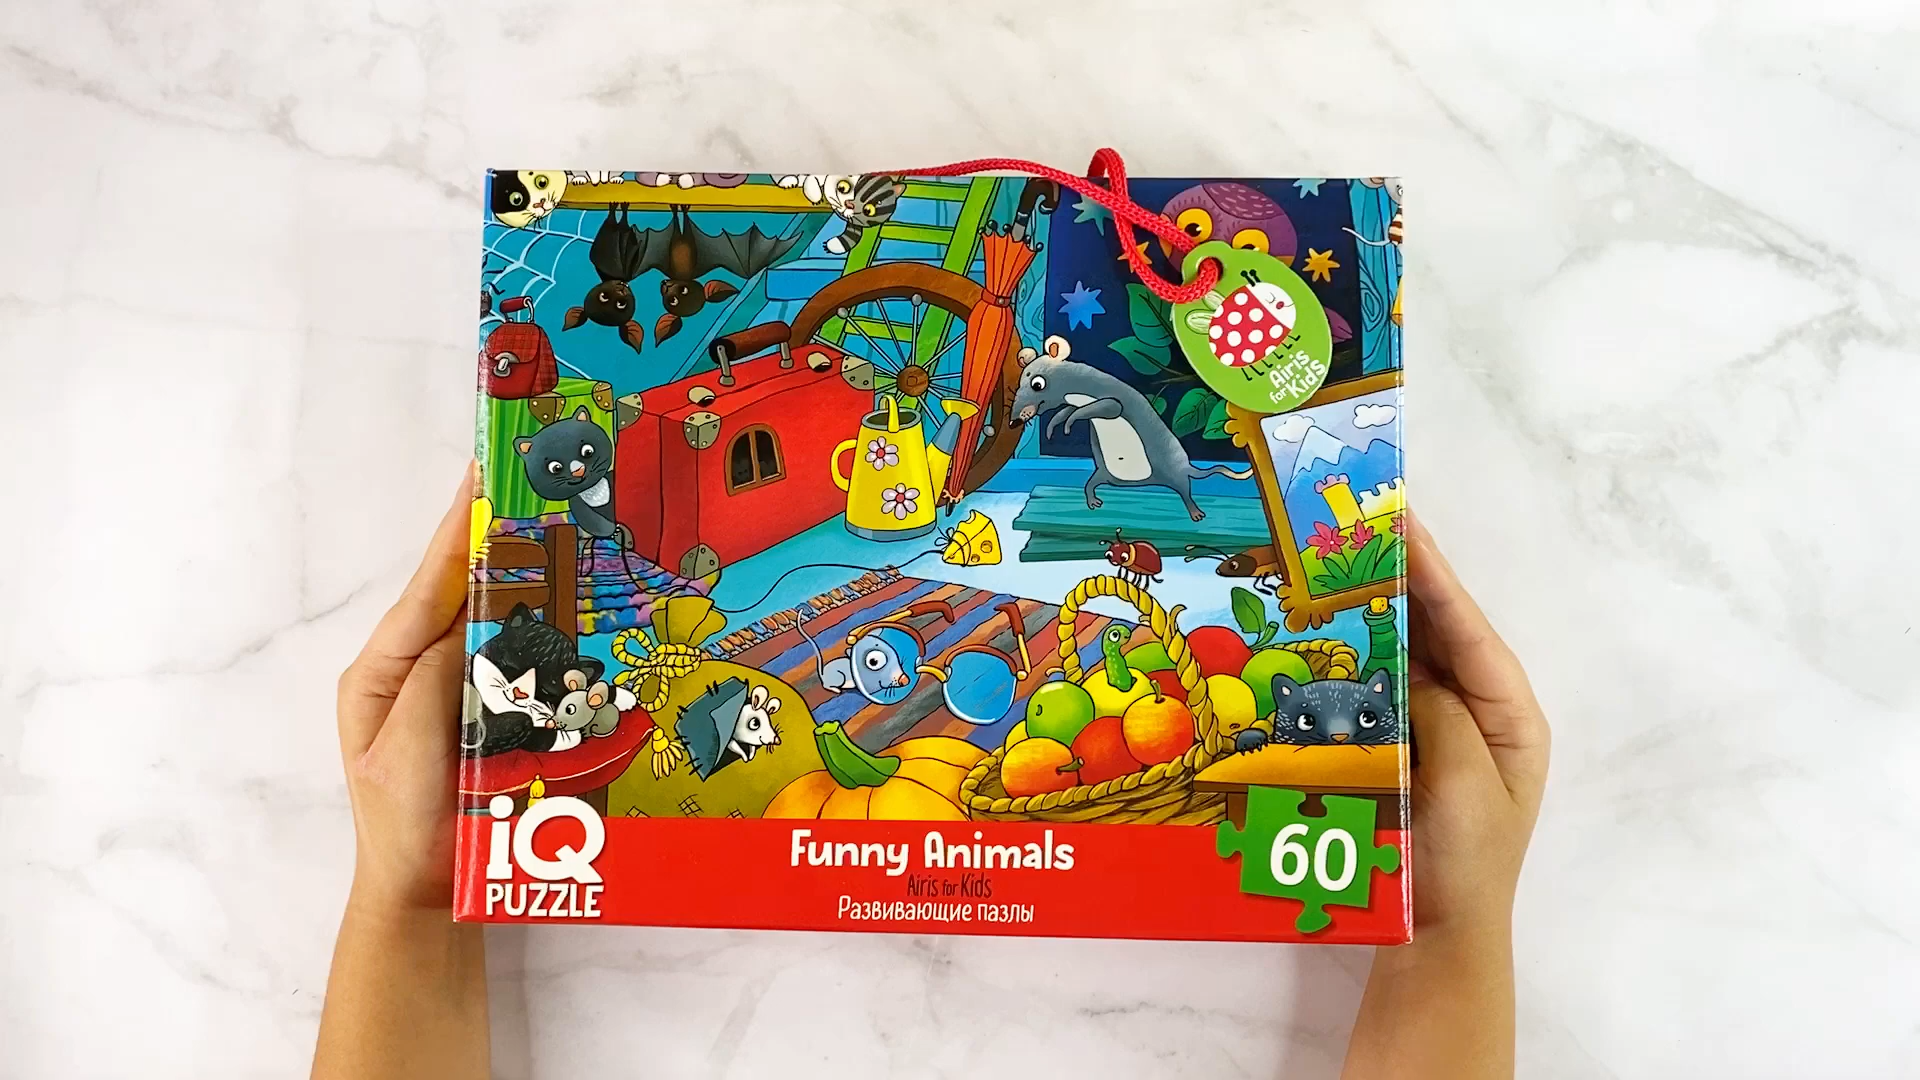 Airis
for Kids
iQ
PUZZLE
Funny Animals
Airis for Kids
Развивающие пазлы
60